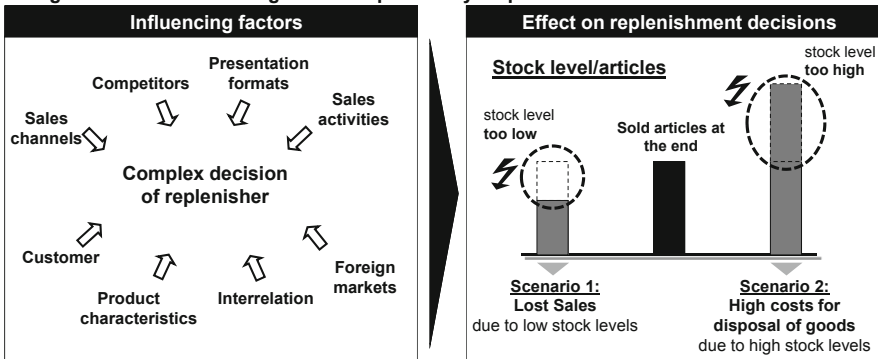 Influencing factors
Presentation
formats
Competitors
Sales
activities
Sales
channels
Complex decision
of replenisher
Customer
Foreign
markets
Product
characteristics
Interrelation
Effect on replenishment decisions
Stock level/articles
stock level
too high
stock level
too low
Sold articles at
the end
Scenario 1:
Lost Sales
due to low stock levels
Scenario 2:
High costs for
disposal of goods
due to high stock levels